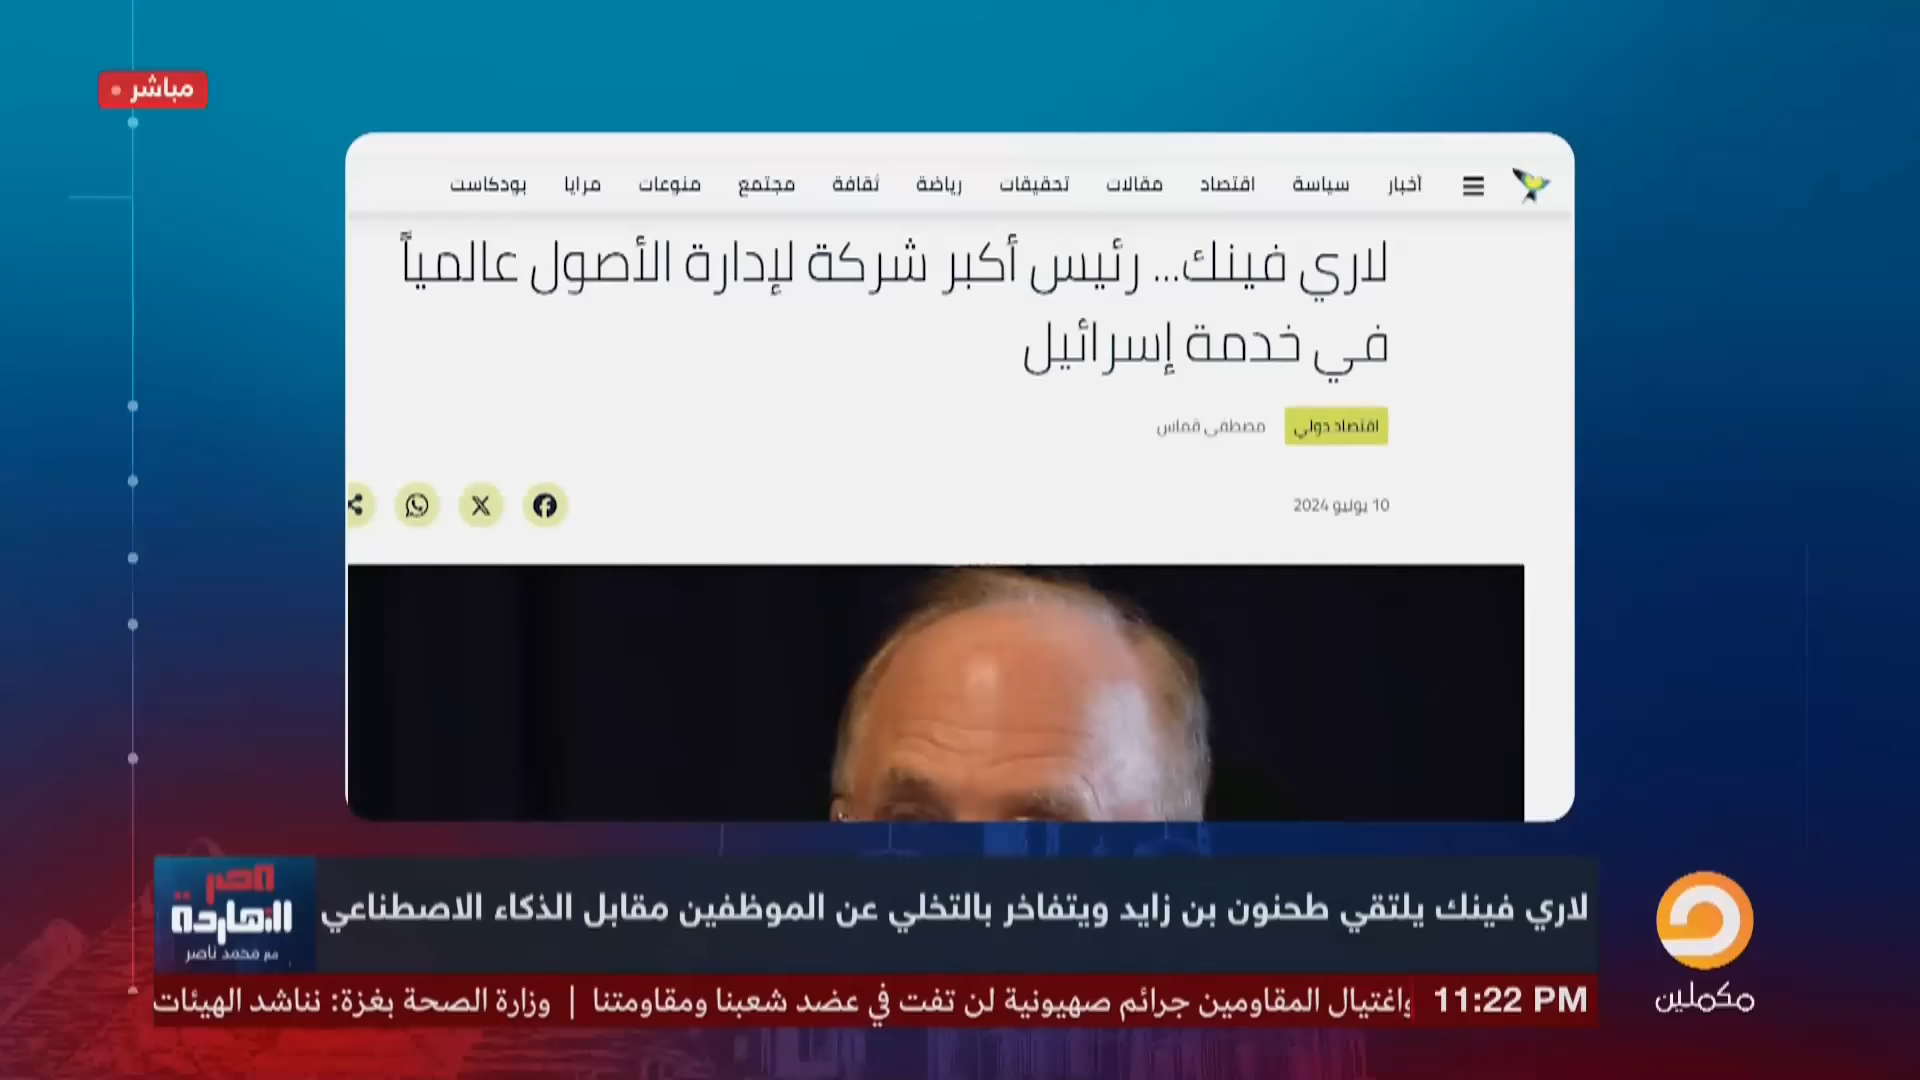 مباشر
أخبار سياسة اقتصاد مقالات تحقيقات رياضة ثقافة مجتمع منوعات مرايا بودكاست
لاري فينك... رئيس أكبر شركة لإدارة الأصول عالمياً
في خدمة إسرائيل
اقتصاد دولي مصطفى قماس
10 يونيو 2024
لاري فينك يلتقي طحنون بن زايد ويتفاخر بالتخلي عن الموظفين مقابل الذكاء الاصطناعي
مصر
النهاردة
مع محمد ناصر
11:22 PM واغتيال المقاومين جرائم صهيونية لن تفت في عضد شعبنا ومقاومتنا | وزارة الصحة بغزة: نناشد الهيئات
مكملين